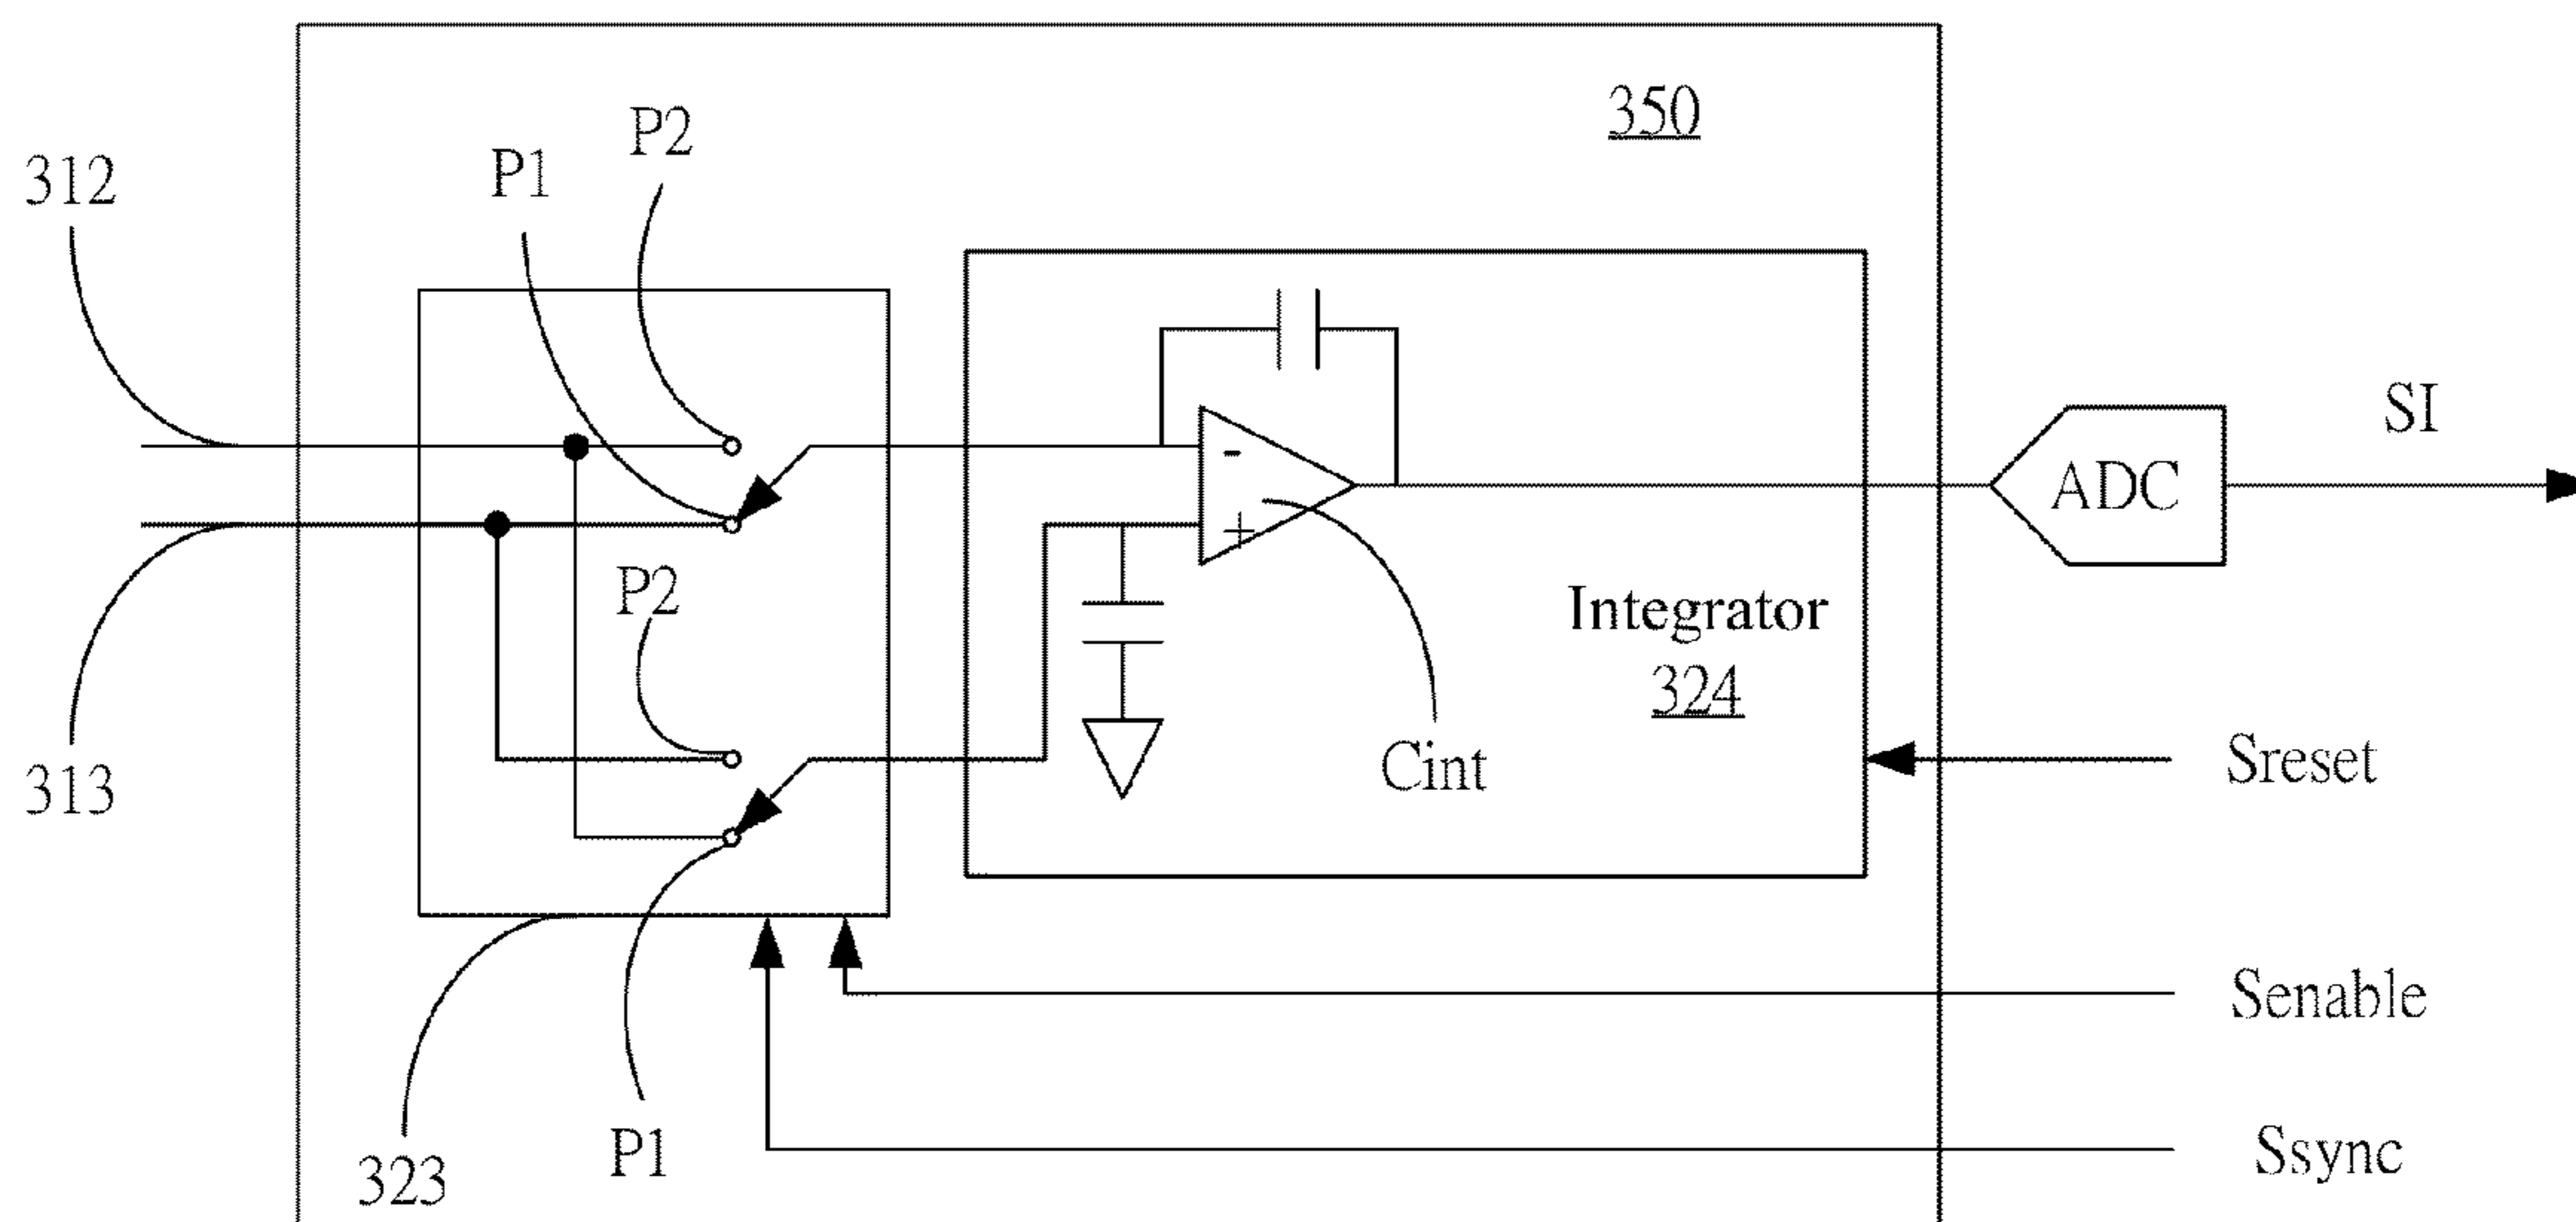 350
P2
P1
312
SI
ADC
-
+
P2
Integrator
324
Cint
313
Sreset
Senable
P1
323
Ssync